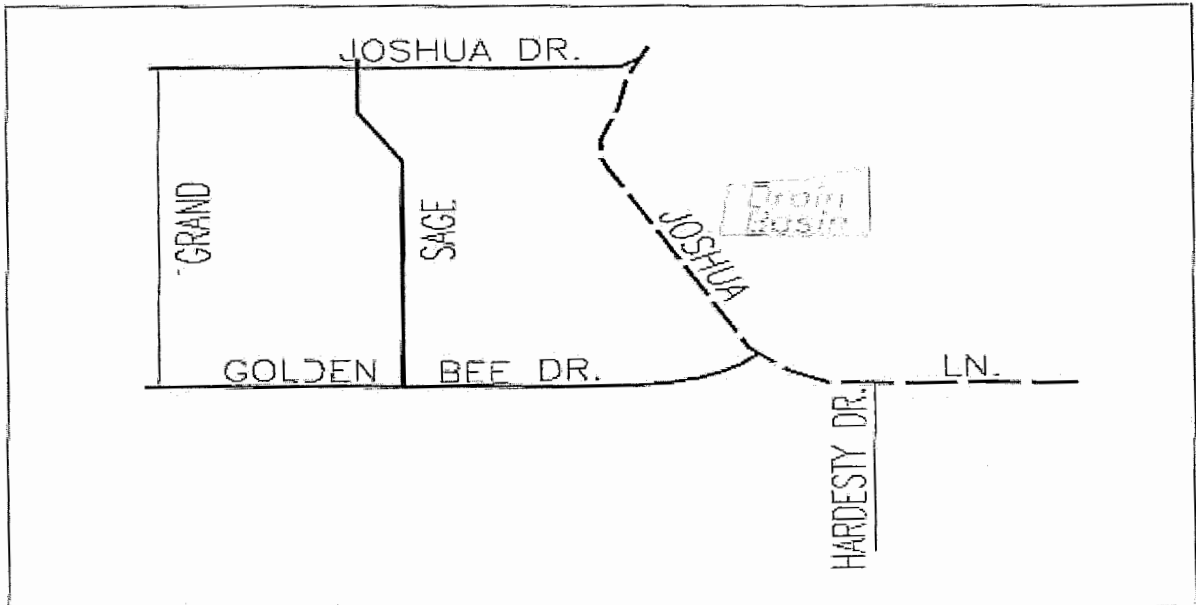 JOSHUA DR.
GRAND
SAGE
Drain
Basin
JOSHUA
GOLDEN BEE DR.
LN.
HARDESTY DR.